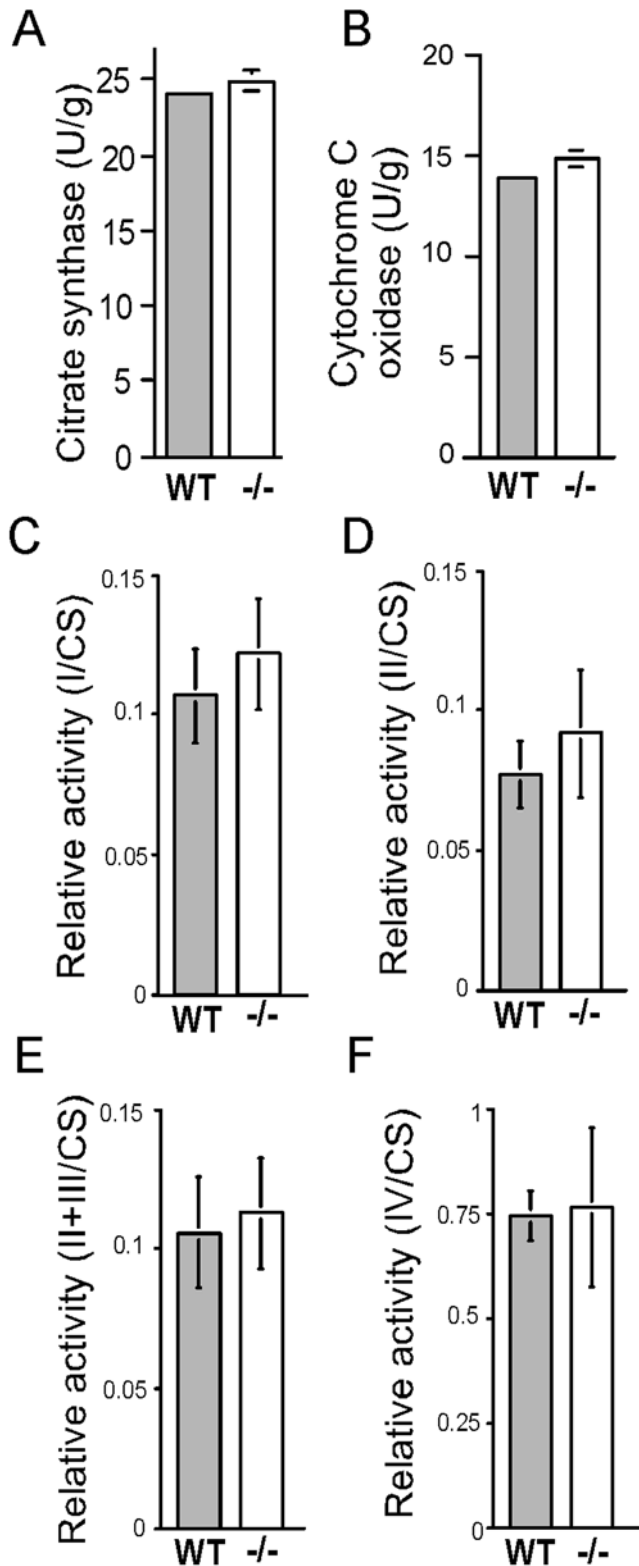 A
Citrate synthase (U/g)
25
20
15
10
5
0
WT -/-
B
Cytochrome C
oxidase (U/g)
20
15
10
5
0
WT -/-
C
Relative activity (I/CS)
0.15
0.1
0.05
0
WT -/-
D
Relative activity (II/CS)
0.15
0.1
0.05
0
WT -/-
E
Relative activity (II+III/CS)
0.15
0.1
0.05
0
WT -/-
F
Relative activity (IV/CS)
1
0.75
0.5
0.25
0
WT -/-